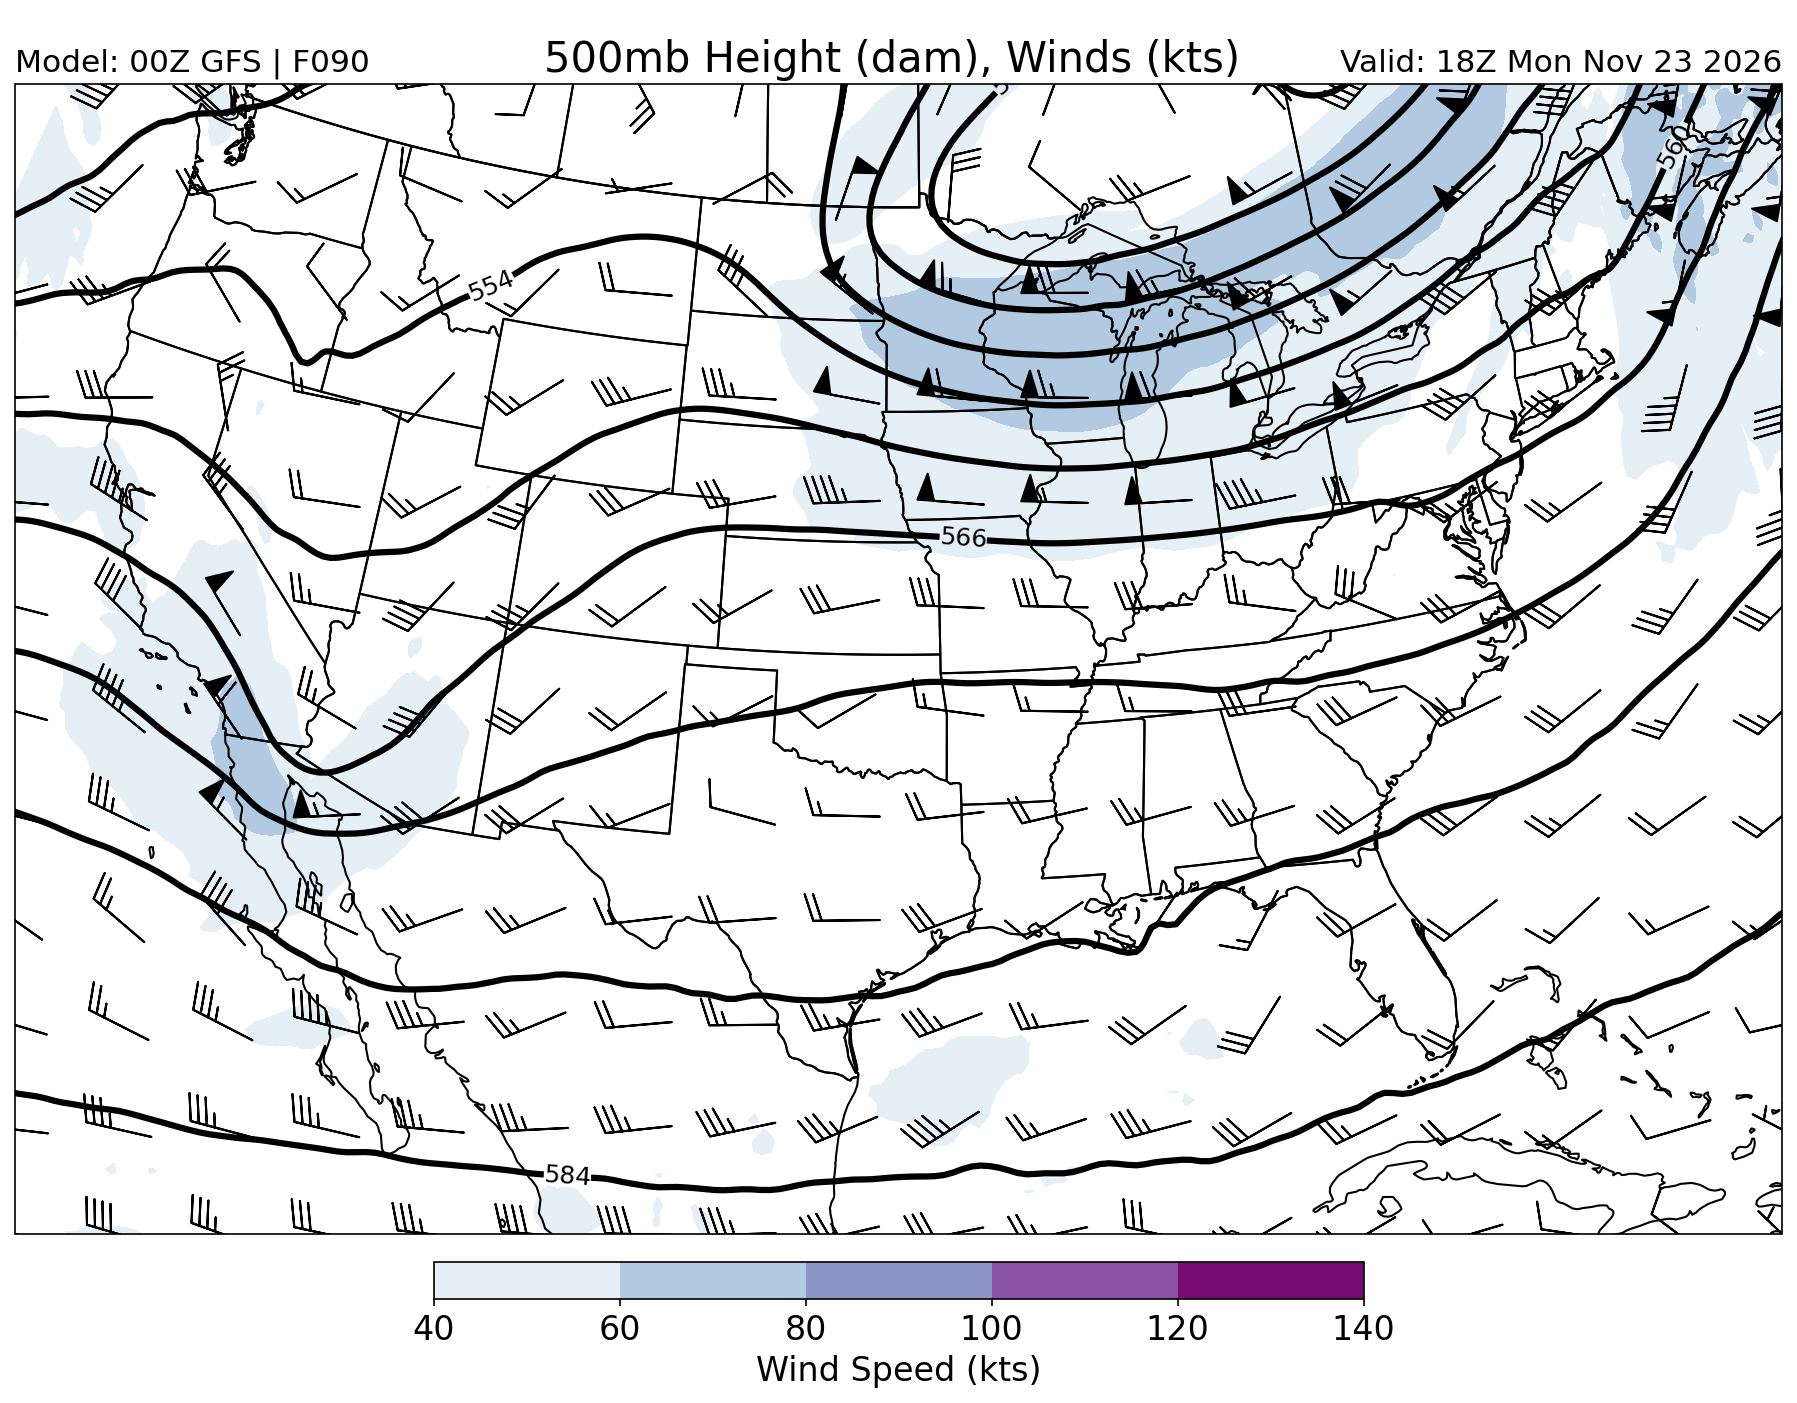 Model: 00Z GFS | F090
500mb Height (dam), Winds (kts)
Valid: 18Z Mon Nov 23 2026
560
554
566
584
40 60 80 100 120 140
Wind Speed (kts)